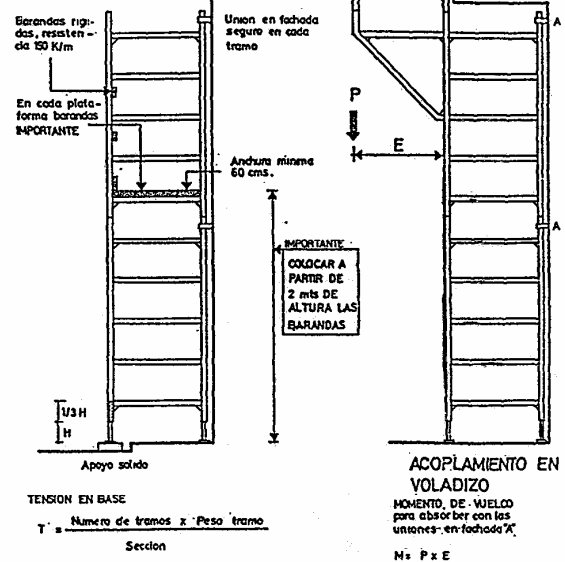 Barandas rigi-
das, resisten-
cia 150 K/m
En cada plata-
forma barandas
IMPORTANTE
Union en fachada
seguro en cada
tramo
Anchura minima
60 cms.
IMPORTANTE
COLOCAR A
PARTIR DE
2 mts DE
ALTURA LAS
BARANDAS
1/3 H
H
Apoyo solido
TENSION EN BASE
T = Numero de tramos x Peso tramo
Seccion
A
P
E
A
ACOPLAMIENTO EN
VOLADIZO
MOMENTO DE VUELCO
para absorber con las
uniones en fachada "A"
M= P x E